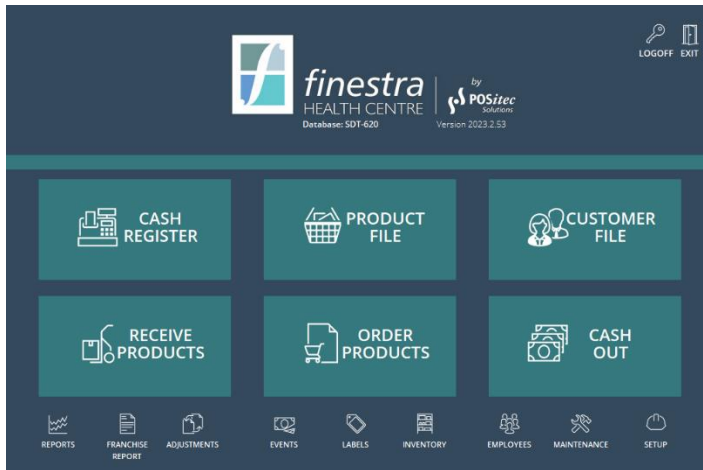 LOGOFF EXIT
finestra
HEALTH CENTRE
by
POSitec
Solutions
Database: SDT-620
Version 2023.2.53
CASH
REGISTER
PRODUCT
FILE
CUSTOMER
FILE
RECEIVE
PRODUCTS
ORDER
PRODUCTS
CASH
OUT
REPORTS
FRANCHISE
REPORT
ADJUSTMENTS
EVENTS
LABELS
INVENTORY
EMPLOYEES
MAINTENANCE
SETUP